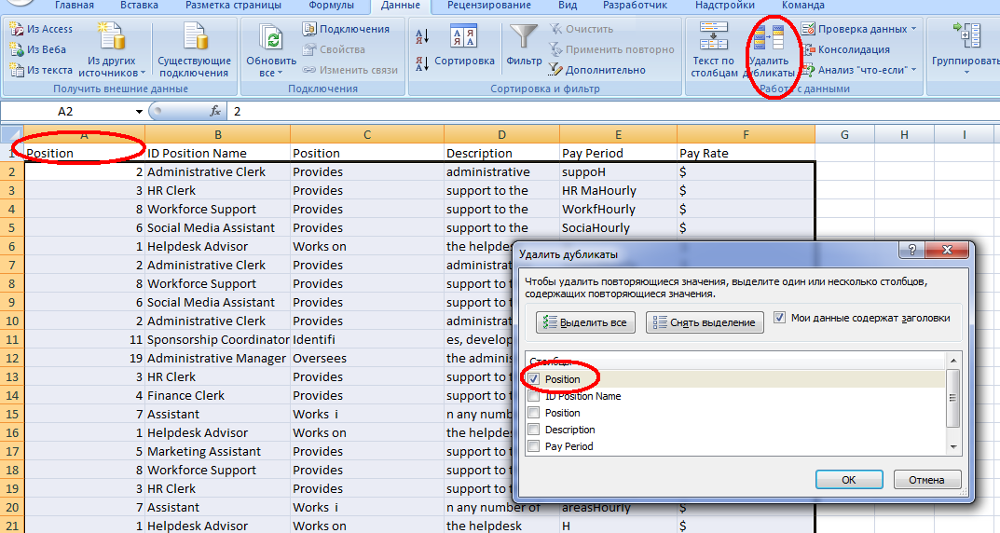 Главная Вставка Разметка страницы Формулы Данные Рецензирование Вид Разработчик Надстройки Команда
Из Access
Из Веба
Из текста
Из других
источников
Существующие
подключения
Получить внешние данные
Обновить
все
Подключения
Свойства
Изменить связи
Подключения
Сортировка
Фильтр
Очистить
Применить повторно
Дополнительно
Сортировка и фильтр
Текст по
столбцам
Удалить
дубликаты
Проверка данных
Консолидация
Анализ "что-если"
Работа с данными
Группировать
A2 fx 2
A B C D E F G H I
1 Position ID Position Name Position Description Pay Period Pay Rate
2 2 Administrative Clerk Provides administrative suppoH $
3 3 HR Clerk Provides support to the HR MaHourly $
4 8 Workforce Support Provides support to the WorkfHourly $
5 6 Social Media Assistant Provides support to the SociaHourly $
6 1 Helpdesk Advisor Works on the helpdes
7 2 Administrative Clerk Provides administrat
8 8 Workforce Support Provides support to t
9 6 Social Media Assistant Provides support to t
10 2 Administrative Clerk Provides administrat
11 11 Sponsorship Coordinator Identifi es, develop
12 19 Administrative Manager Oversees the adminis
13 3 HR Clerk Provides support to t
14 4 Finance Clerk Provides support to t
15 7 Assistant Works i n any numb
16 1 Helpdesk Advisor Works on the helpdes
17 5 Marketing Assistant Provides support to t
18 8 Workforce Support Provides support to t
19 3 HR Clerk Provides support to t
20 7 Assistant Works i n any number of areasHourly $
21 1 Helpdesk Advisor Works on the helpdesk H $
Удалить дубликаты
Чтобы удалить повторяющиеся значения, выделите один или несколько столбцов,
содержащих повторяющиеся значения.
Выделить все Снять выделение Мои данные содержат заголовки
Столбцы
Position
ID Position Name
Position
Description
Pay Period
ОК Отмена